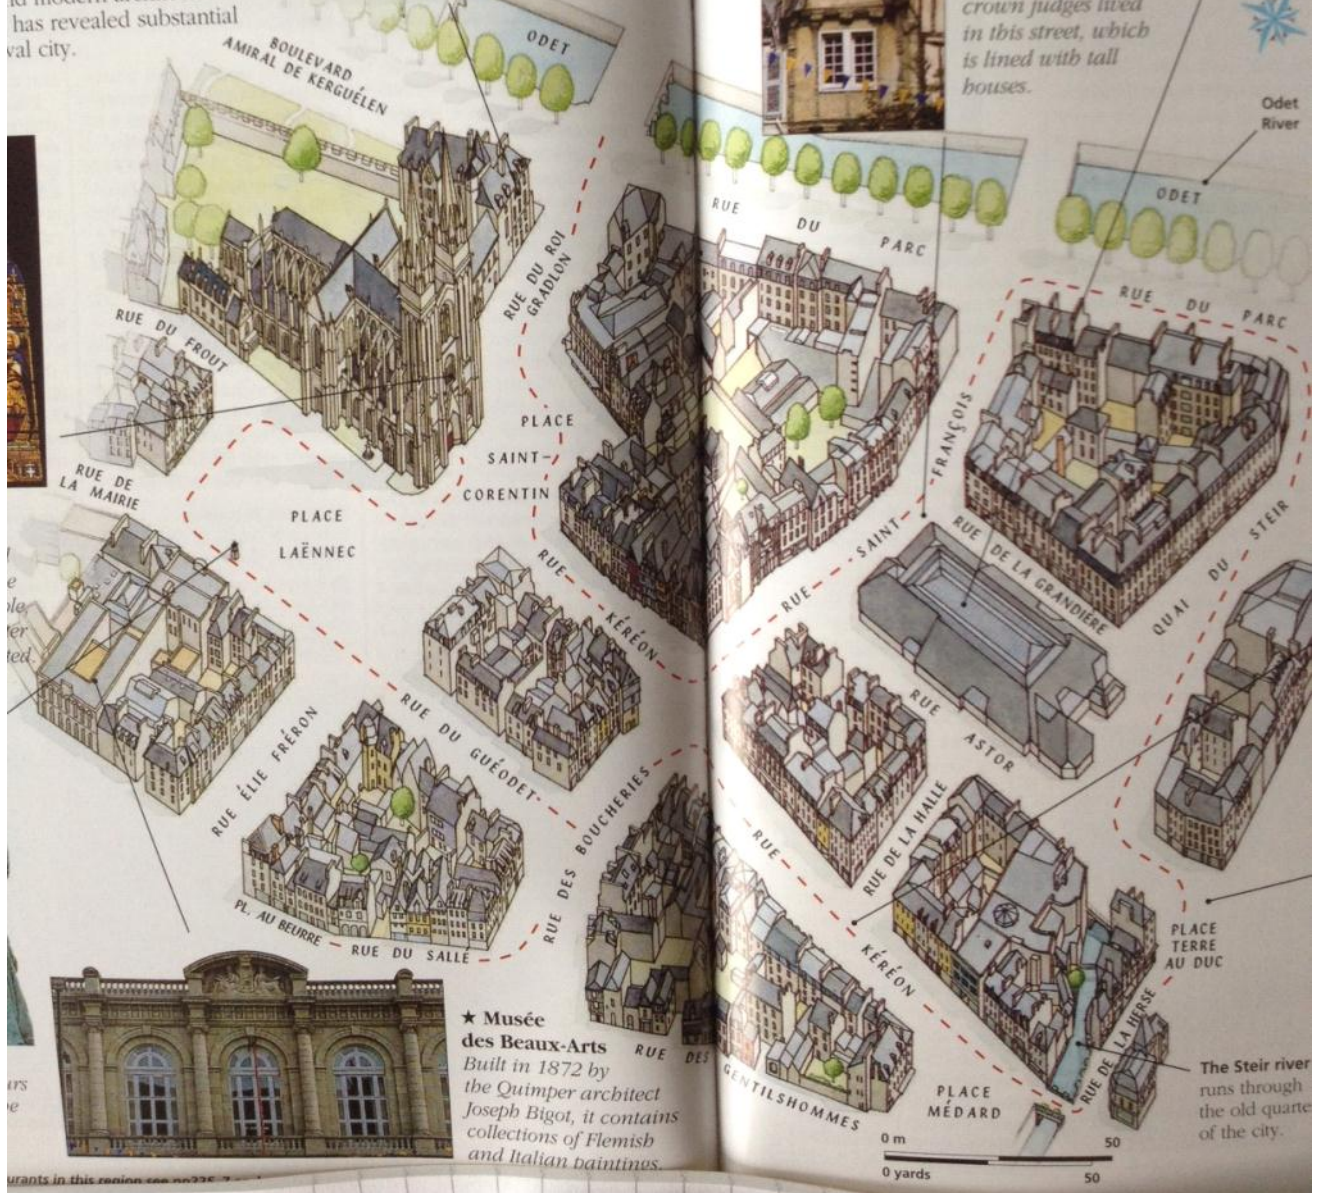 has revealed substantial
val city.
BOULEVARD
AMIRAL DE KERGUÉLEN
ODET
crown judges lived
in this street, which
is lined with tall
houses.
Odet
River
ODET
RUE DU PARC
RUE DU PARC
RUE DU ROI
GRADLON
RUE DU FROUT
PLACE
SAINT-
CORENTIN
RUE DE
LA MAIRIE
PLACE
LAËNNEC
RUE SAINT-FRANÇOIS
RUE DE LA GRANDIÈRE
QUAI DU STEIR
RUE KÉRÉON
RUE ASTOR
RUE DU GUÉODET
RUE ÉLIE FRÉRON
RUE DES BOUCHERIES
RUE DE LA HALLE
RUE KÉRÉON
PL. AU BEURRE
RUE DU SALLÉ
PLACE
TERRE
AU DUC
RUE DE LA HERSE
RUE DES GENTILSHOMMES
PLACE
MÉDARD
★ Musée
des Beaux-Arts
Built in 1872 by
the Quimper architect
Joseph Bigot, it contains
collections of Flemish
and Italian paintings.
The Steir river
runs through
the old quarte
of the city.
0 m 50
0 yards 50
urants in this region see